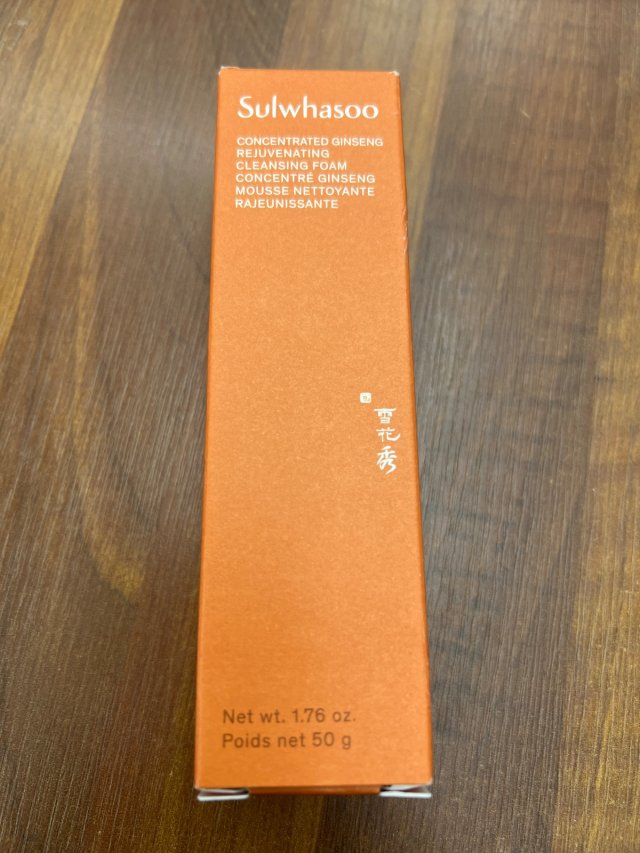 Sulwhasoo
CONCENTRATED GINSENG
REJUVENATING
CLEANSING FOAM
CONCENTRÉ GINSENG
MOUSSE NETTOYANTE
RAJEUNISSANTE
雪花秀
Net wt. 1.76 oz.
Poids net 50 g